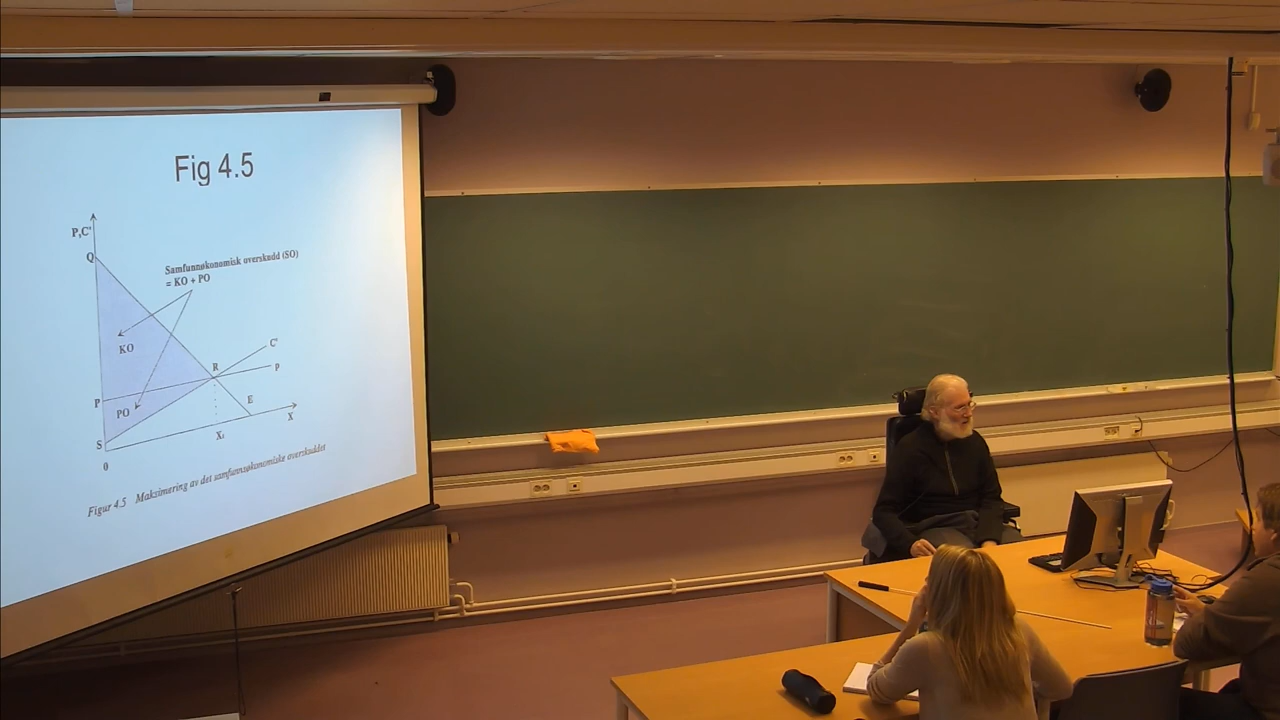 Fig 4.5
P,C'
Q
Samfunnøkonomisk overskudd (SO)
= KO + PO
KO
C'
R
P
P
PO
E
X
S
X₁
0
Figur 4.5 Maksimering av det samfunnsøkonomiske overskuddet